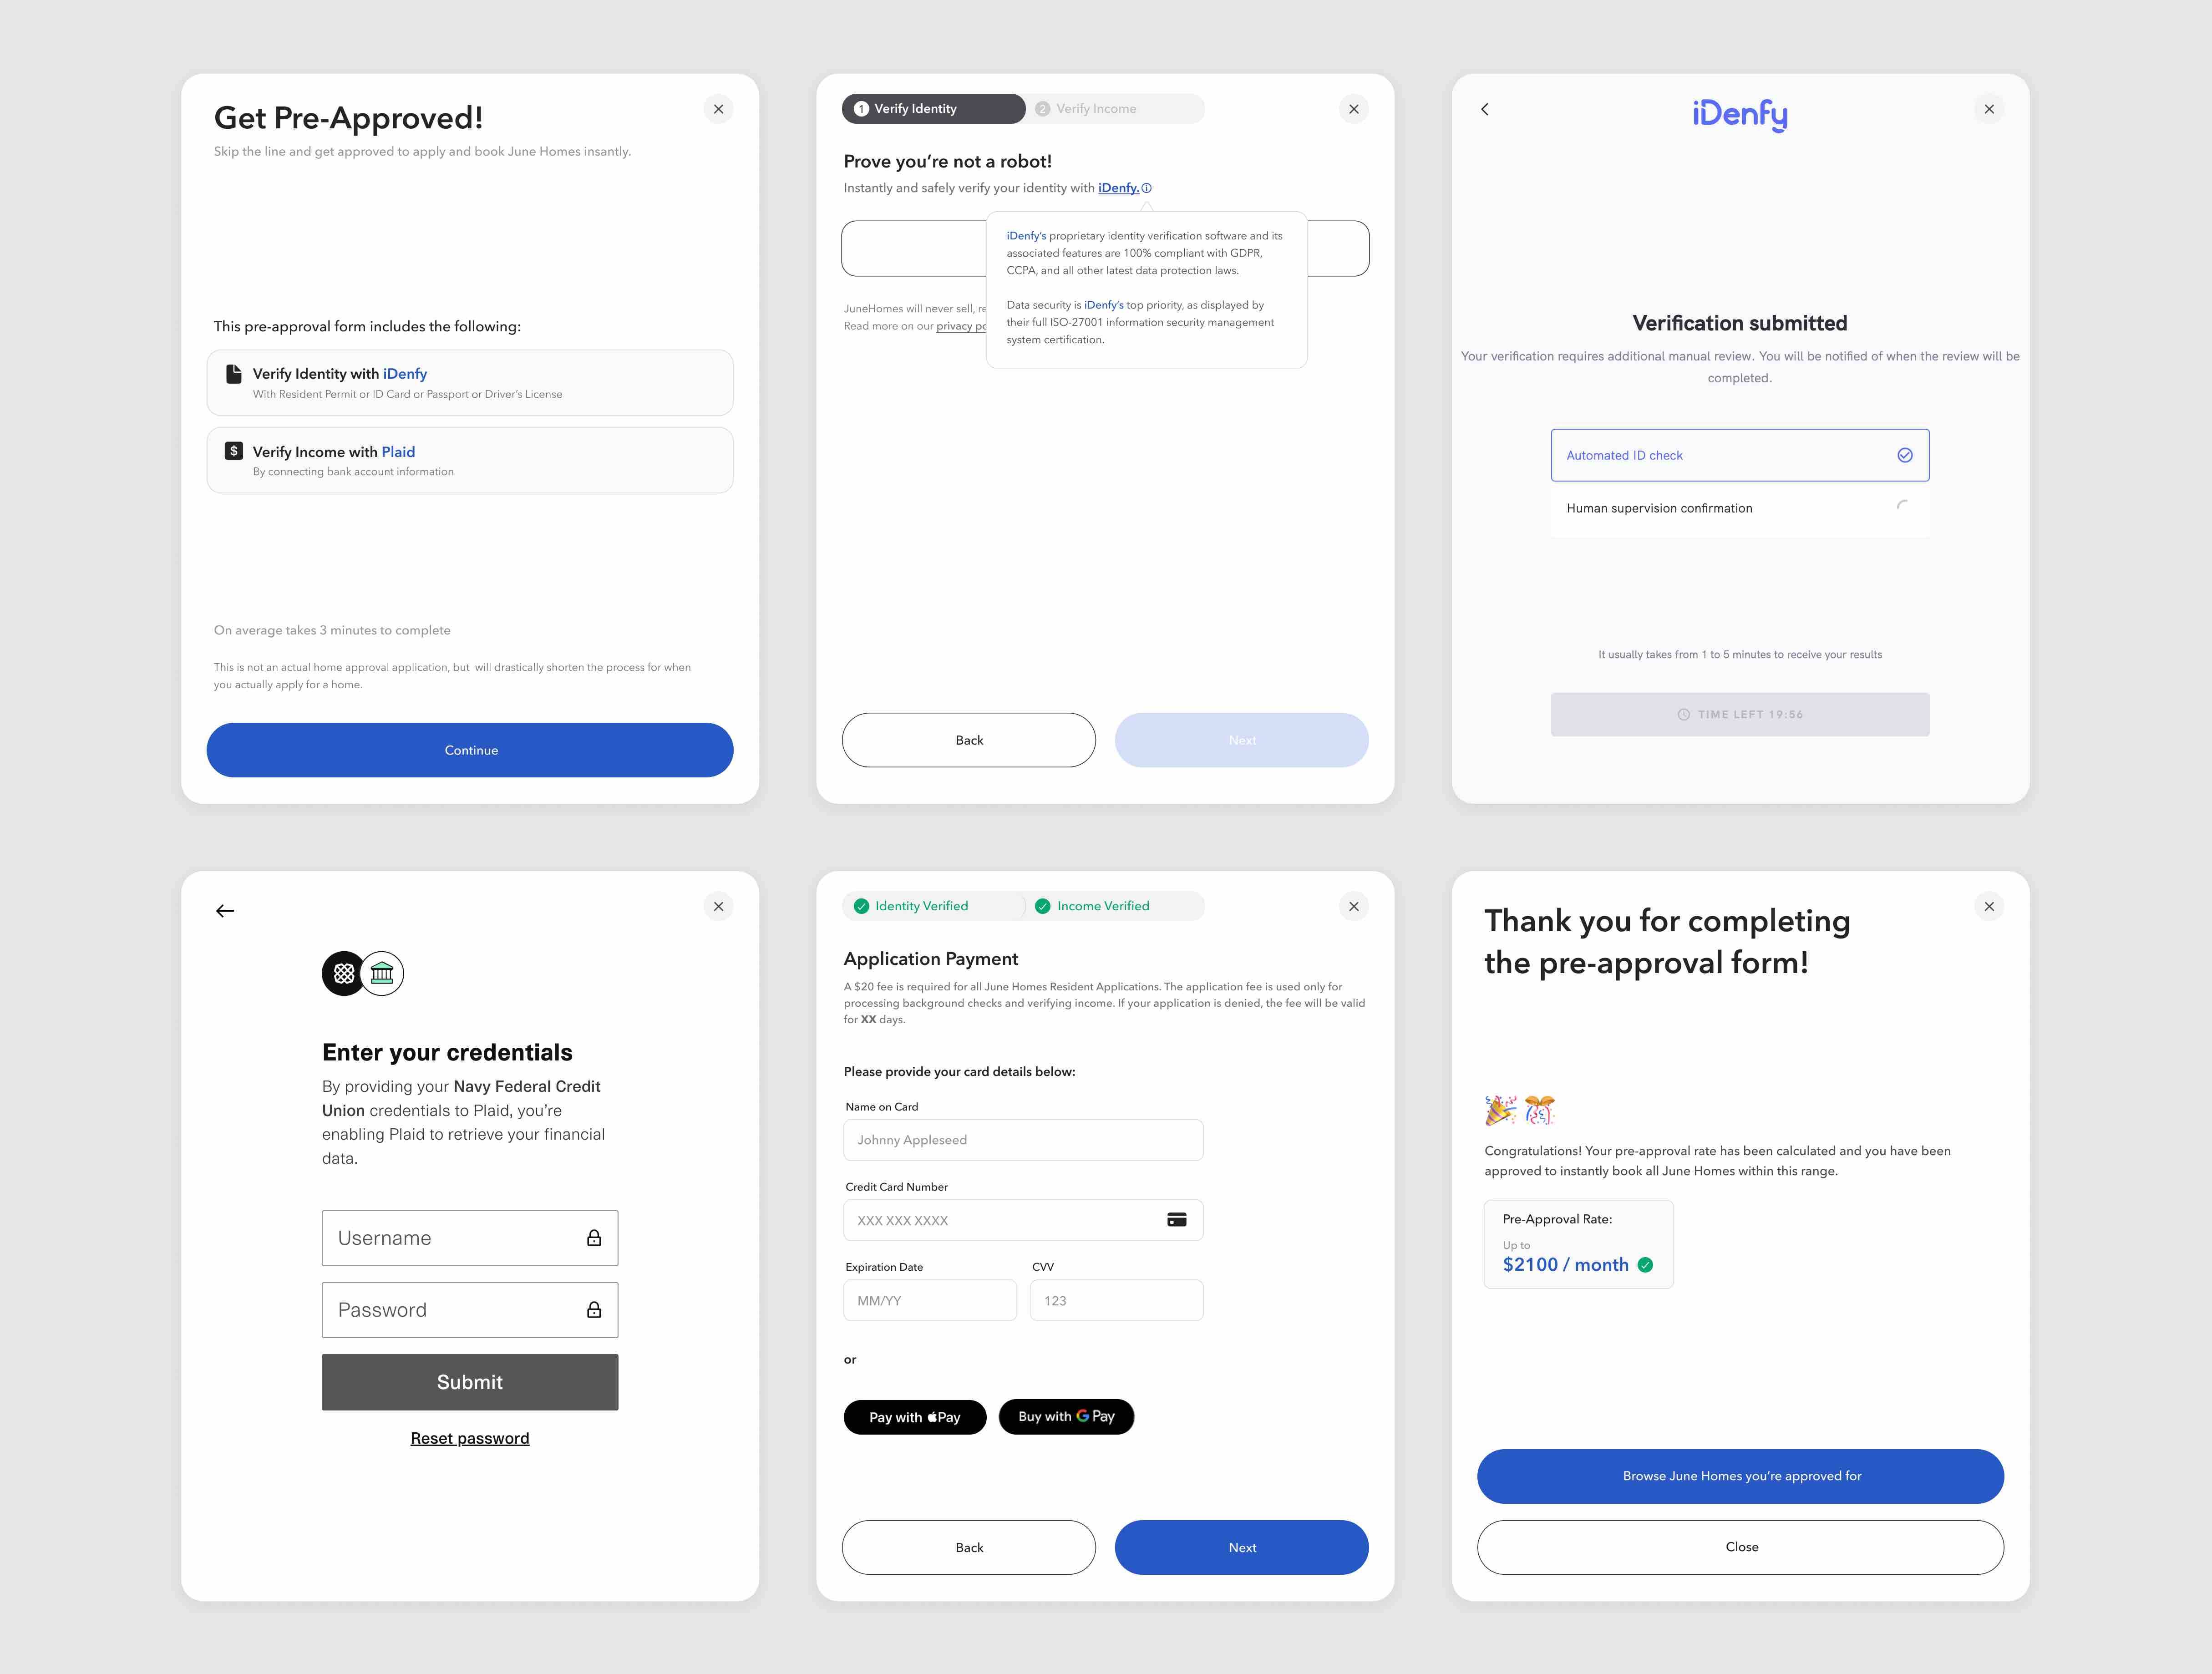 Get Pre-Approved!
Skip the line and get approved to apply and book June Homes insantly.
This pre-approval form includes the following:
Verify Identity with iDenfy
With Resident Permit or ID Card or Passport or Driver's License
$
Verify Income with Plaid
By connecting bank account information
On average takes 3 minutes to complete
This is not an actual home approval application, but will drastically shorten the process for when
you actually apply for a home.
Continue
1 Verify Identity
2 Verify Income
Prove you're not a robot!
Instantly and safely verify your identity with iDenfy.
iDenfy's proprietary identity verification software and its
associated features are 100% compliant with GDPR,
CCPA, and all other latest data protection laws.
Data security is iDenfy's top priority, as displayed by
their full ISO-27001 information security management
system certification.
JuneHomes will never sell, re
Read more on our privacy po
Back
Next
iDenfy
Verification submitted
Your verification requires additional manual review. You will be notified of when the review will be
completed.
Automated ID check
Human supervision confirmation
It usually takes from 1 to 5 minutes to receive your results
TIME LEFT 19:56
Enter your credentials
By providing your Navy Federal Credit
Union credentials to Plaid, you're
enabling Plaid to retrieve your financial
data.
Username
Password
Submit
Reset password
Identity Verified
Income Verified
Application Payment
A $20 fee is required for all June Homes Resident Applications. The application fee is used only for
processing background checks and verifying income. If your application is denied, the fee will be valid
for XX days.
Please provide your card details below:
Name on Card
Johnny Appleseed
Credit Card Number
XXX XXX XXXX
Expiration Date
CVV
MM/YY
123
or
Pay with Pay
Buy with G Pay
Back
Next
Thank you for completing
the pre-approval form!
Congratulations! Your pre-approval rate has been calculated and you have been
approved to instantly book all June Homes within this range.
Pre-Approval Rate:
Up to
$2100 / month
Browse June Homes you're approved for
Close